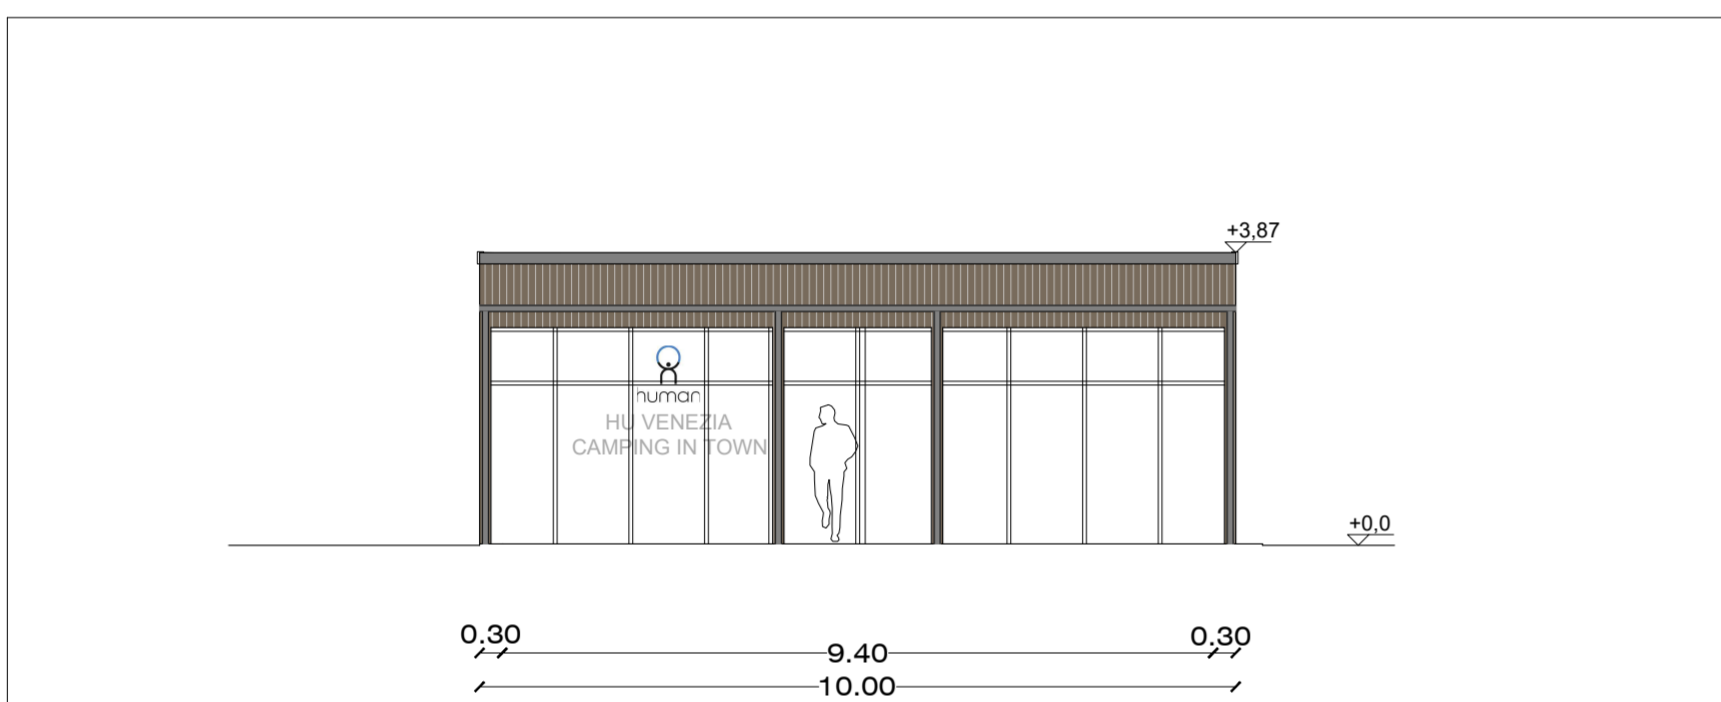 +3,87
human
HU VENEZIA
CAMPING IN TOWN
+0,0
0.30
0.30
9.40
10.00